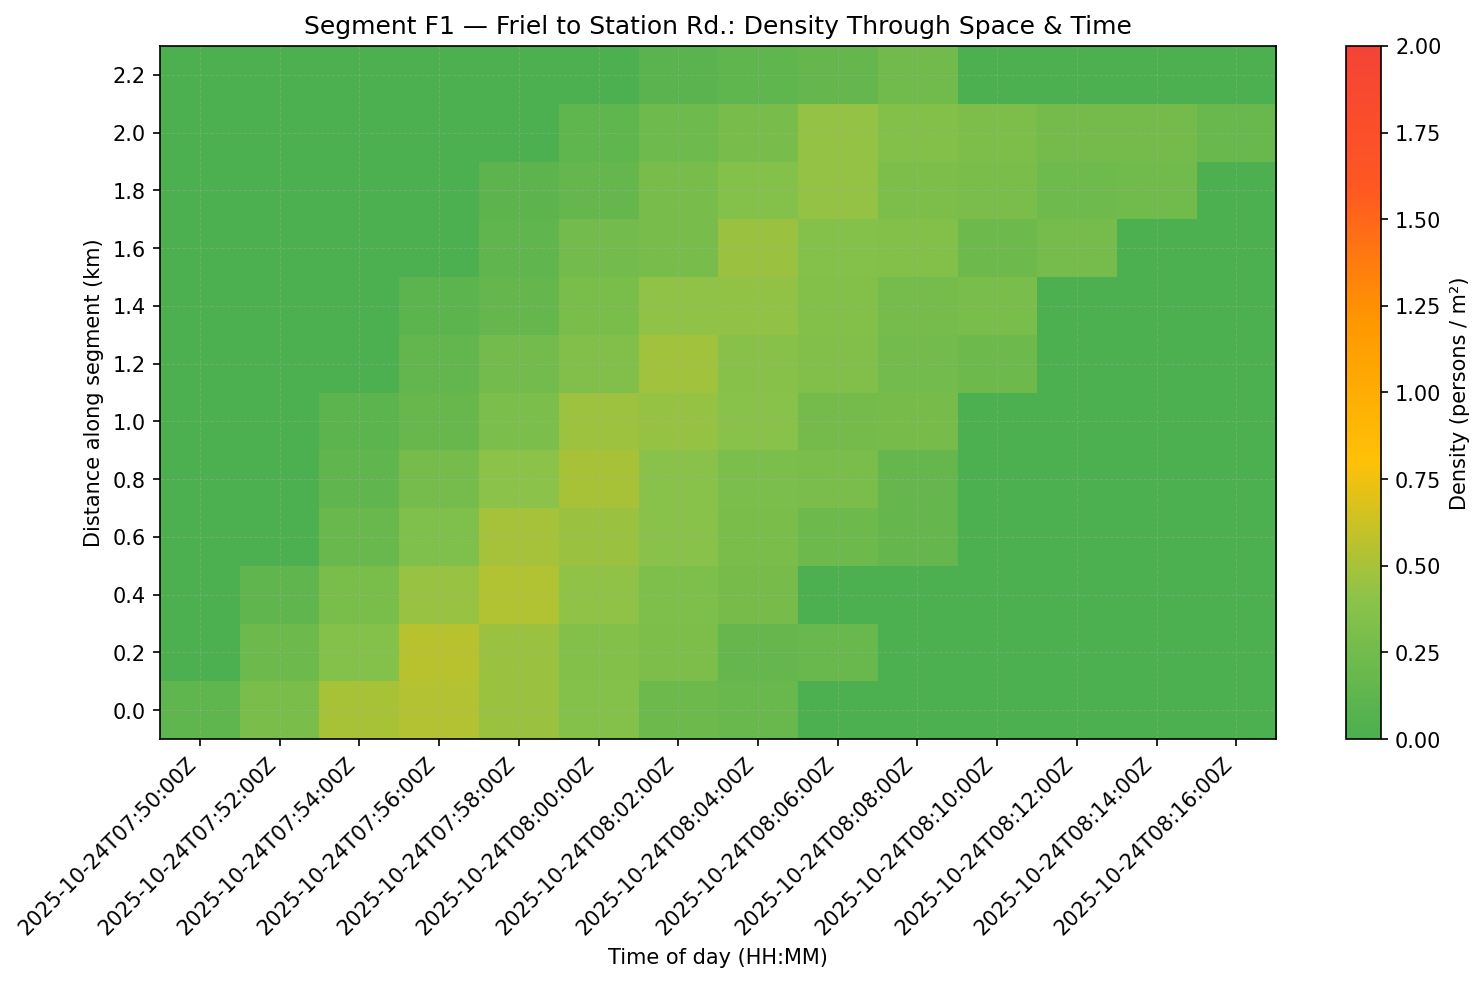 Segment F1 — Friel to Station Rd.: Density Through Space & Time
Distance along segment (km)
2.2
2.0
1.8
1.6
1.4
1.2
1.0
0.8
0.6
0.4
0.2
0.0
2025-10-24T07:50:00Z
2025-10-24T07:52:00Z
2025-10-24T07:54:00Z
2025-10-24T07:56:00Z
2025-10-24T07:58:00Z
2025-10-24T08:00:00Z
2025-10-24T08:02:00Z
2025-10-24T08:04:00Z
2025-10-24T08:06:00Z
2025-10-24T08:08:00Z
2025-10-24T08:10:00Z
2025-10-24T08:12:00Z
2025-10-24T08:14:00Z
2025-10-24T08:16:00Z
Time of day (HH:MM)
2.00
1.75
1.50
1.25
1.00
0.75
0.50
0.25
0.00
Density (persons / m²)